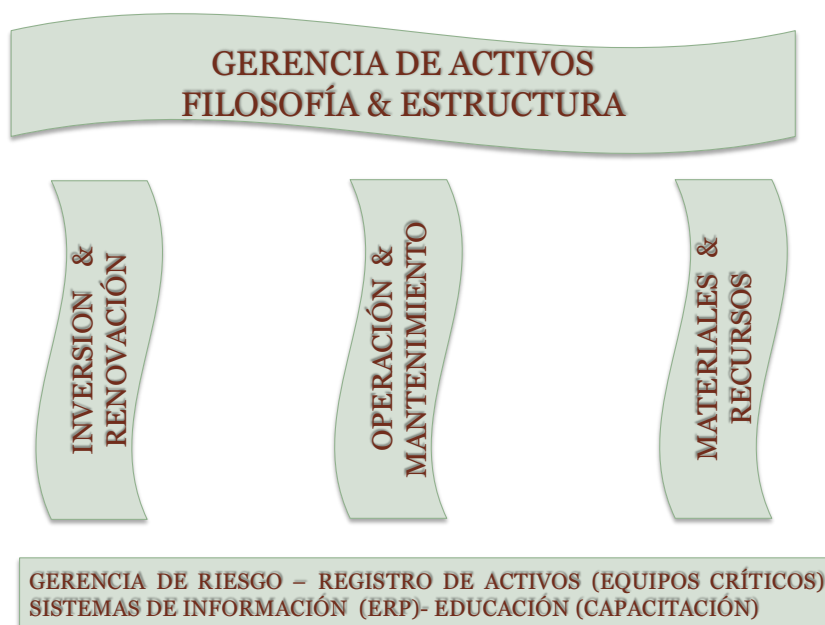 GERENCIA DE ACTIVOS
FILOSOFÍA & ESTRUCTURA
INVERSION &
RENOVACIÓN
OPERACIÓN &
MANTENIMIENTO
MATERIALES &
RECURSOS
GERENCIA DE RIESGO – REGISTRO DE ACTIVOS (EQUIPOS CRÍTICOS)
SISTEMAS DE INFORMACIÓN (ERP)- EDUCACIÓN (CAPACITACIÓN)